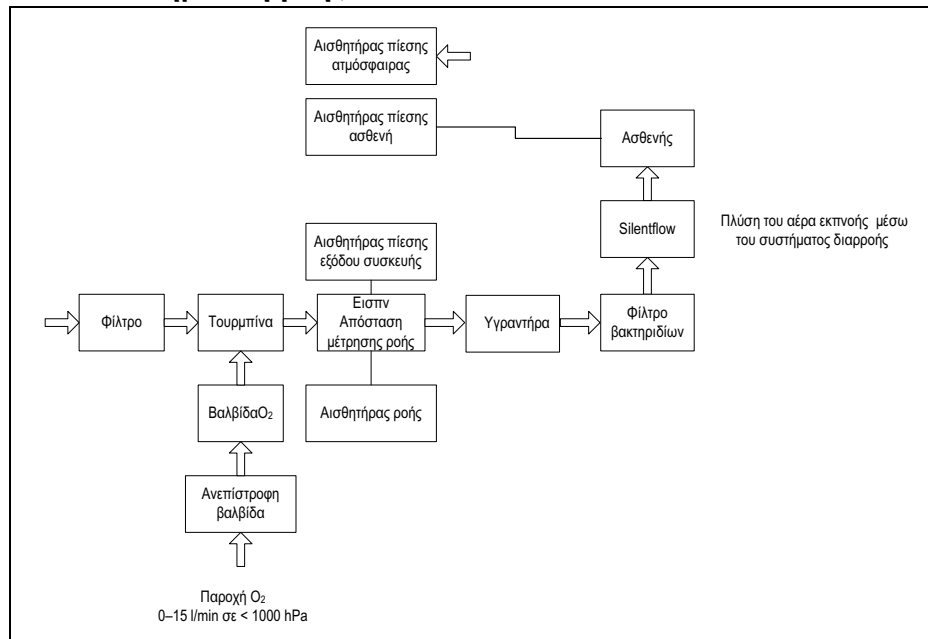 Αισθητήρας πίεσης
ατμόσφαιρας
Αισθητήρας πίεσης
ασθενή
Ασθενής
Silentflow
Πλύση του αέρα εκπνοής μέσω
του συστήματος διαρροής
Αισθητήρας πίεσης
εξόδου συσκευής
Φίλτρο
Τουρμπίνα
Εισπν
Απόσταση
μέτρησης ροής
Υγραντήρα
Φίλτρο
βακτηριδίων
ΒαλβίδαO₂
Αισθητήρας ροής
Ανεπίστροφη
βαλβίδα
Παροχή O₂
0–15 l/min σε < 1000 hPa